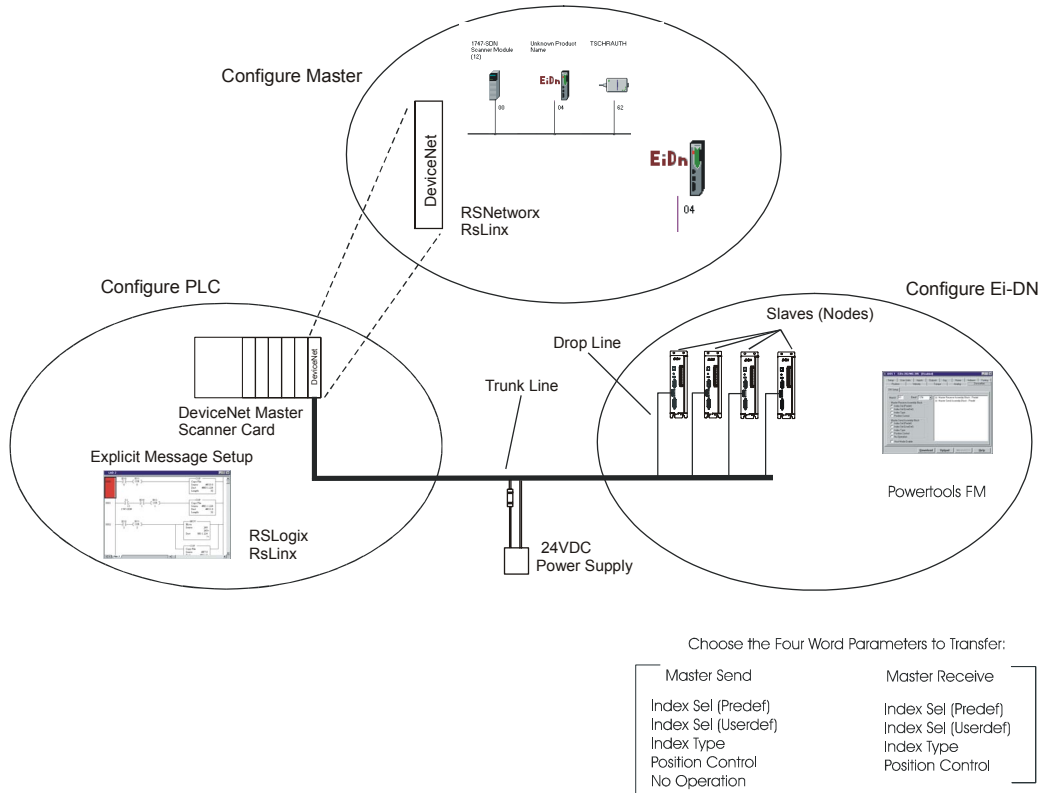 Configure Master
1747-SDN
Scanner Module
(12)
Unknown Product
Name
TSCHRAUTH
EiDn
00
04
62
DeviceNet
EiDn
04
RSNetworx
RsLinx
Configure PLC
DeviceNet
DeviceNet Master
Scanner Card
Explicit Message Setup
RSLogix
RsLinx
Trunk Line
Drop Line
24VDC
Power Supply
Configure Ei-DN
Slaves (Nodes)
Powertools FM
Choose the Four Word Parameters to Transfer:
Master Send
Index Sel (Predef)
Index Sel (Userdef)
Index Type
Position Control
No Operation
Master Receive
Index Sel (Predef)
Index Sel (Userdef)
Index Type
Position Control